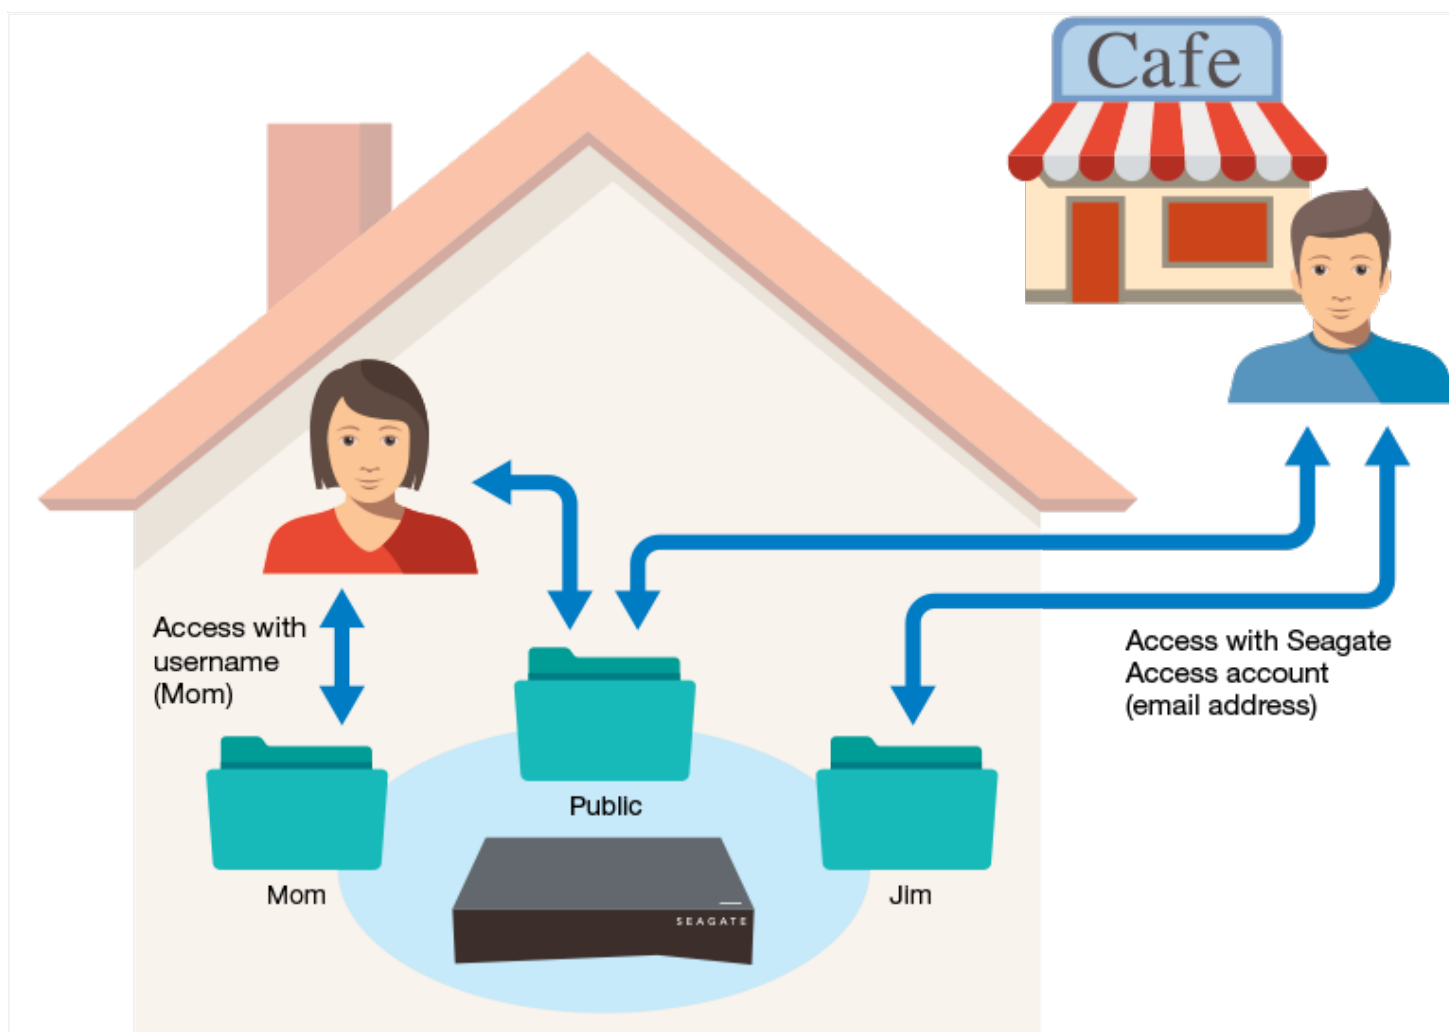 Cafe
Access with
username
(Mom)
Access with Seagate
Access account
(email address)
Public
Mom
Jim
SEAGATE